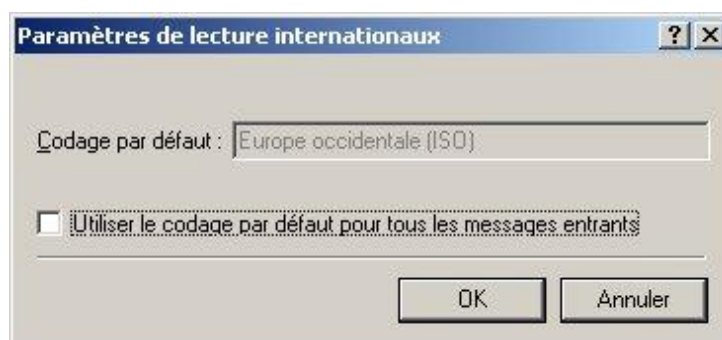 Paramètres de lecture internationaux
Codage par défaut : Europe occidentale (ISO)
Utiliser le codage par défaut pour tous les messages entrants
OK Annuler